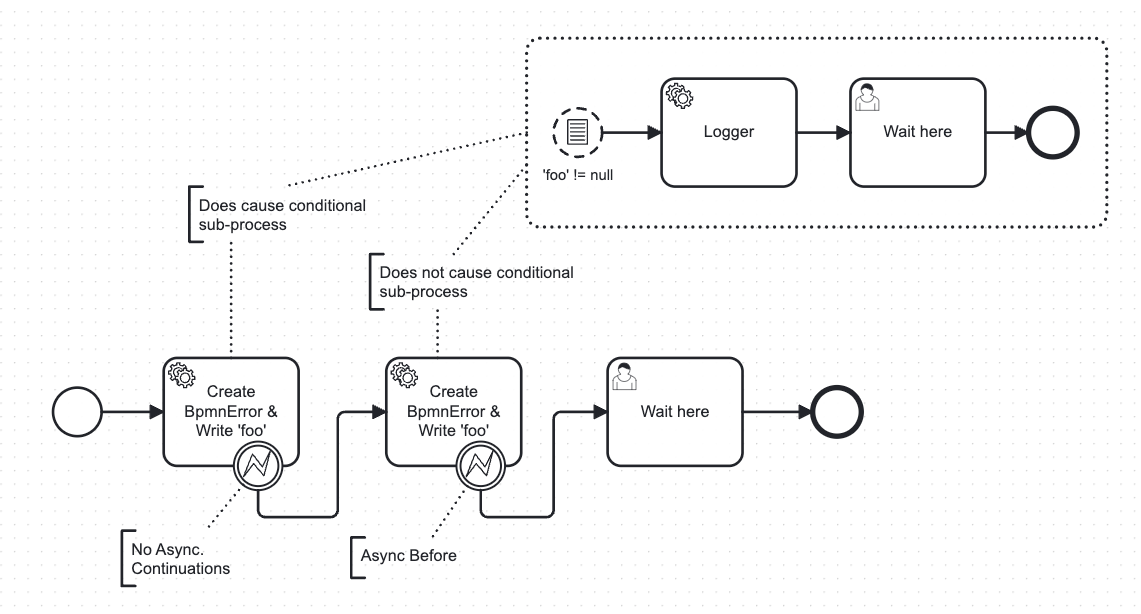 Logger
Wait here
'foo' != null
Does cause conditional
sub-process
Does not cause conditional
sub-process
Create
BpmnError &
Write 'foo'
Create
BpmnError &
Write 'foo'
Wait here
No Async.
Continuations
Async Before